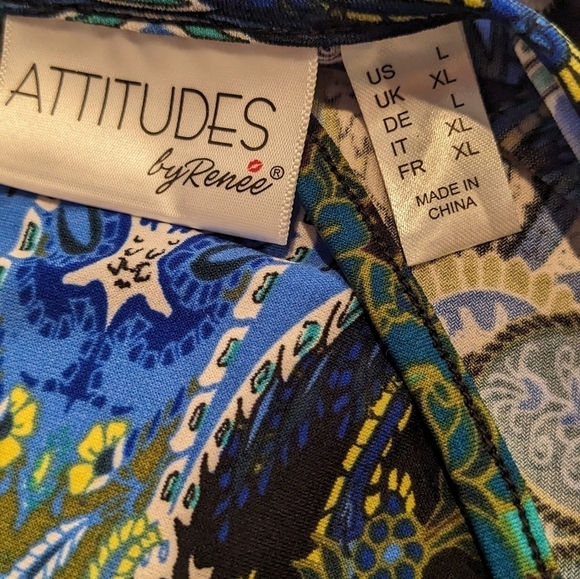 ATTITUDES
by Renée®
US L
UK XL
DE L
IT XL
FR XL
MADE IN
CHINA